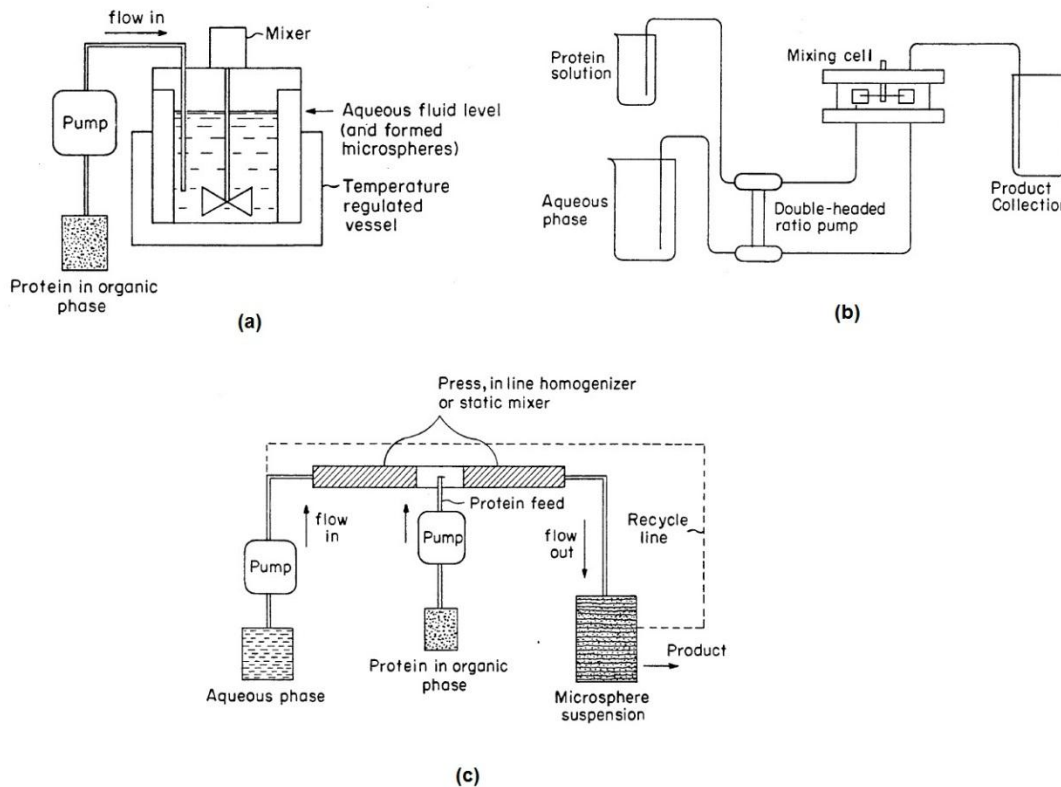 flow in
Mixer
Pump
Aqueous fluid level
(and formed
microspheres)
Temperature
regulated
vessel
Protein in organic
phase
(a)
Protein
solution
Mixing cell
Aqueous
phase
Double-headed
ratio pump
Product
Collection
(b)
Press, in line homogenizer
or static mixer
Protein feed
flow
in
Pump
Pump
flow
out
Recycle
line
Aqueous phase
Protein in organic
phase
Product
Microsphere
suspension
(c)